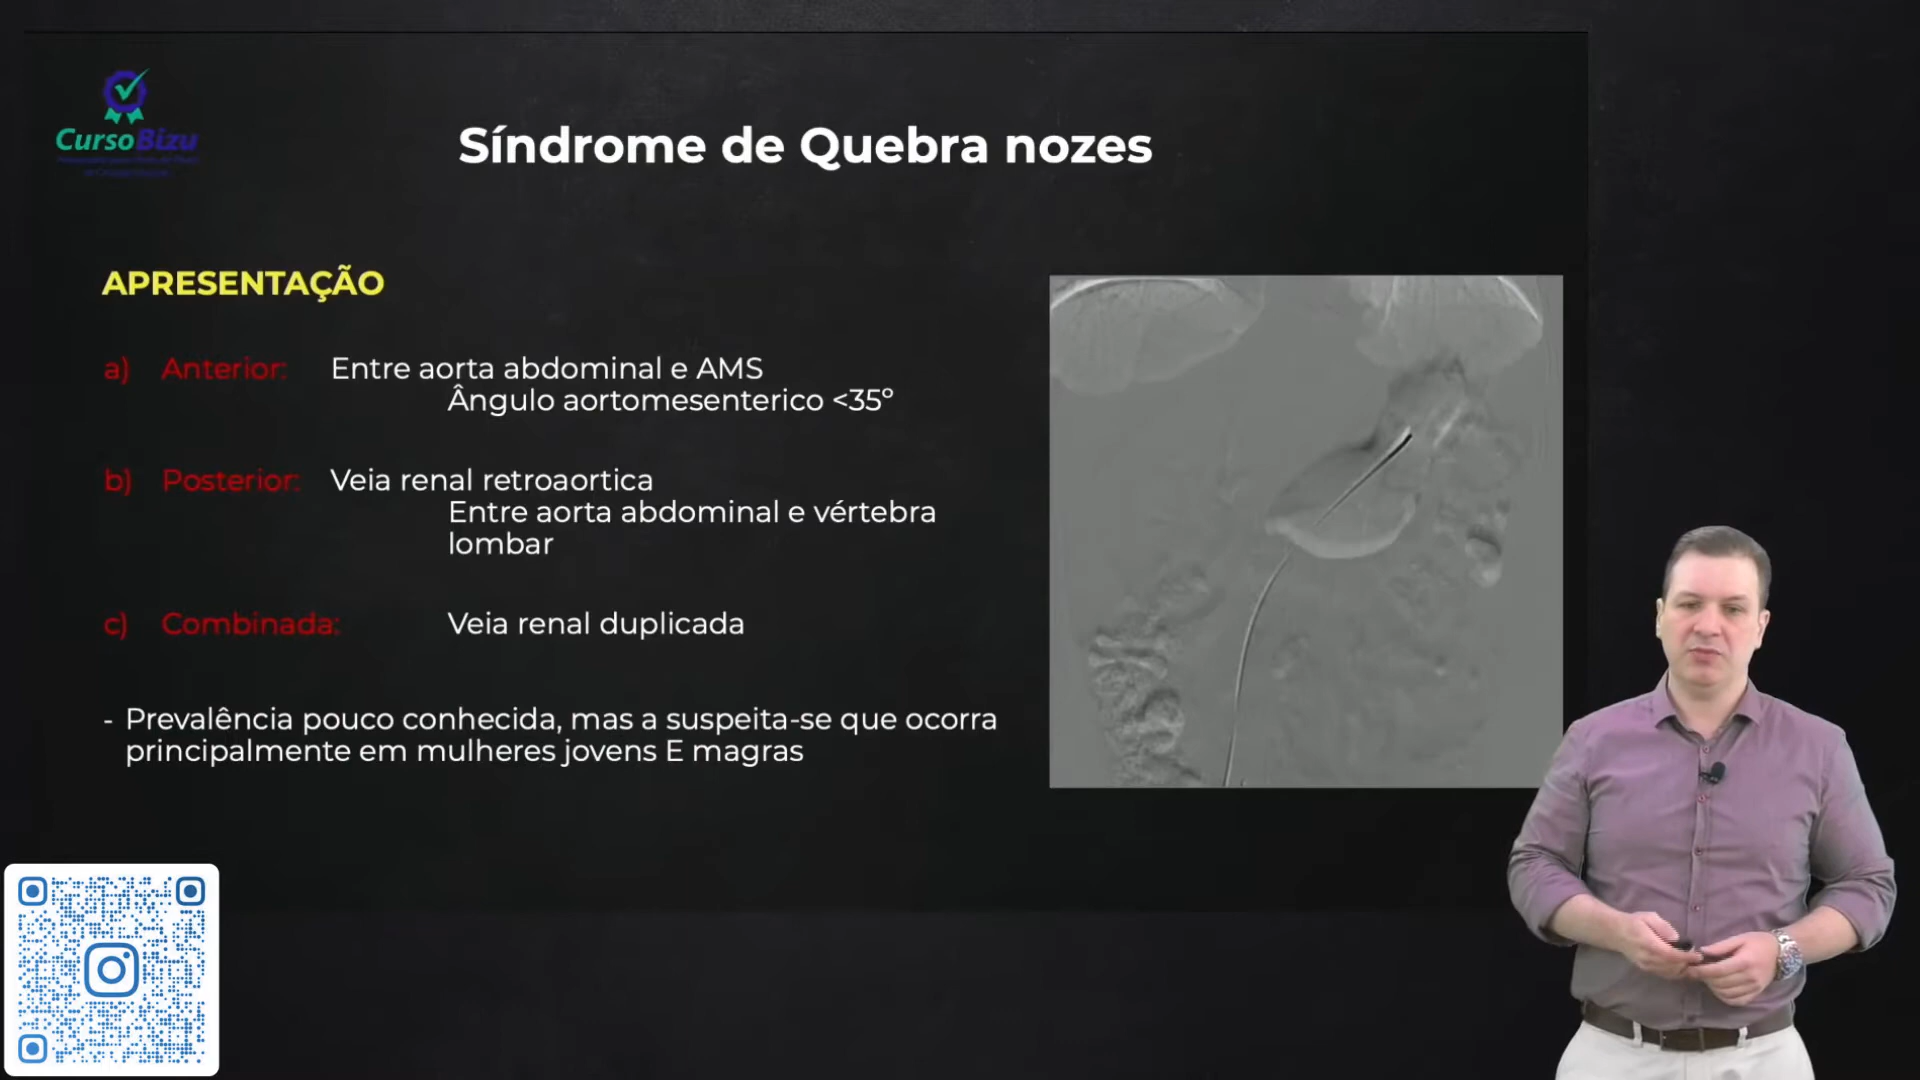 CursoBizu
Síndrome de Quebra nozes
APRESENTAÇÃO
a) Anterior: Entre aorta abdominal e AMS
Ângulo aortomesenterico <35º
b) Posterior: Veia renal retroaortica
Entre aorta abdominal e vértebra
lombar
c) Combinada: Veia renal duplicada
- Prevalência pouco conhecida, mas a suspeita-se que ocorra
principalmente em mulheres jovens E magras